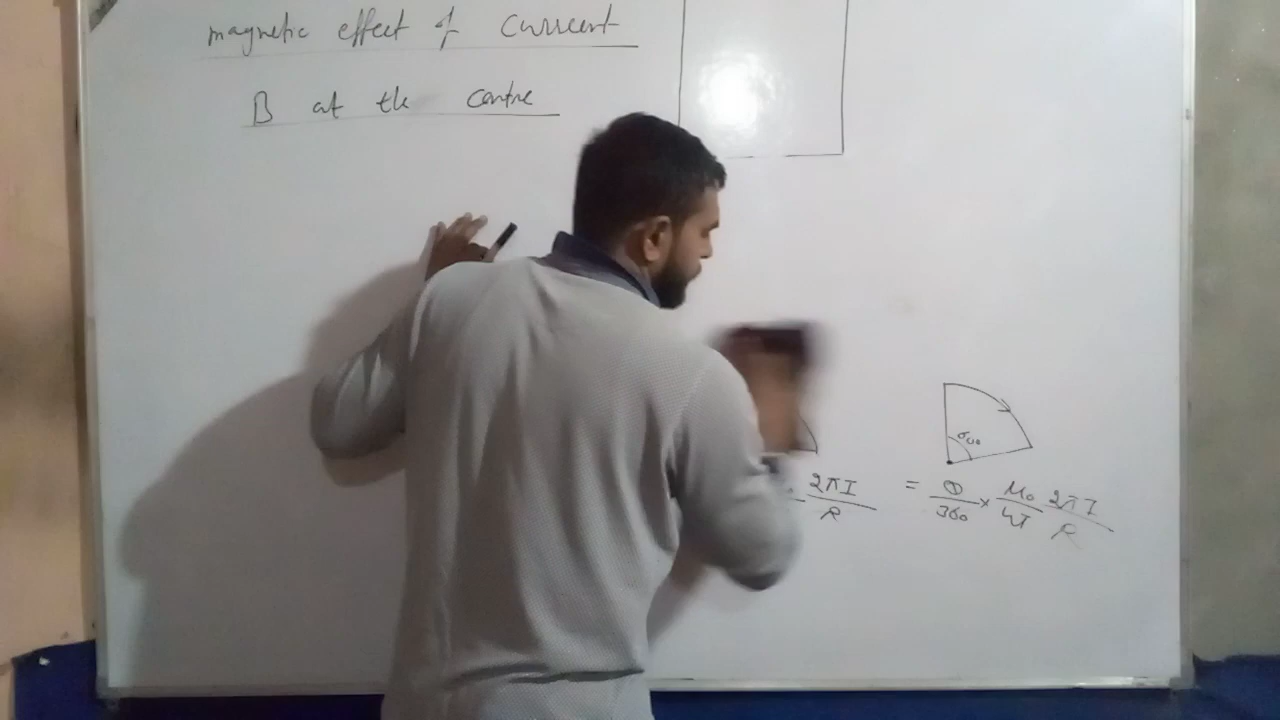 magnetic effect of current
B at the centre
2πI / R
= θ/360 × μ₀/4π 2πI/R